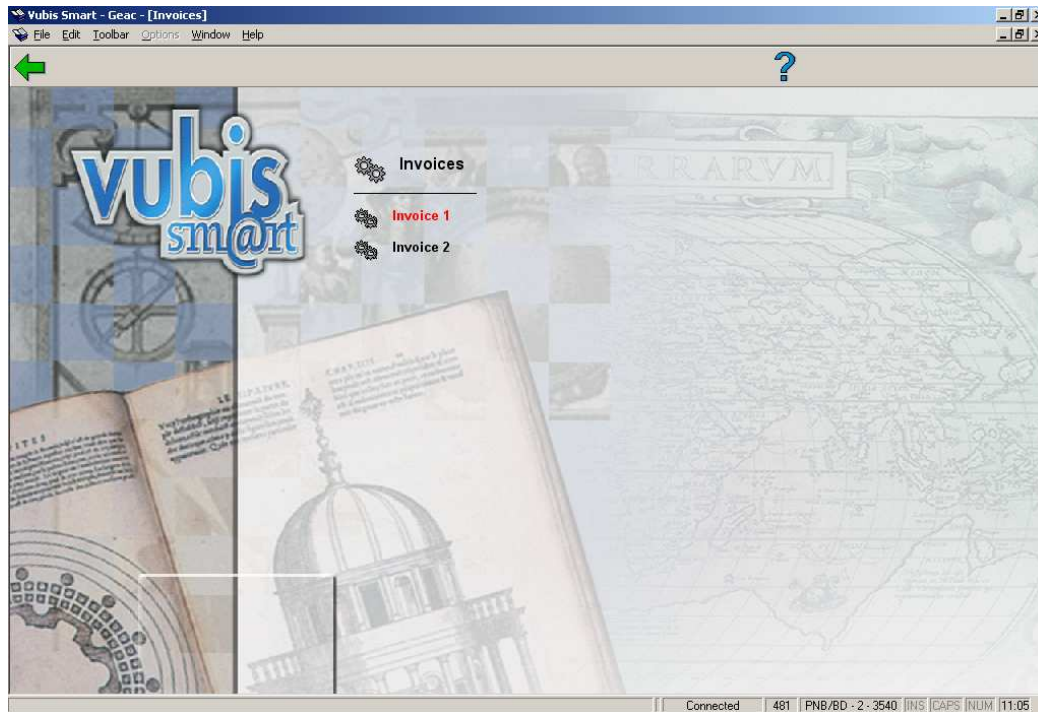 Vubis Smart - Geac - [Invoices]
File Edit Toolbar Options Window Help
?
vubis
sm@rt
Invoices
Invoice 1
Invoice 2
RRARVM
Connected 481 PNB/BD - 2 - 3540 INS CAPS NUM 11:05